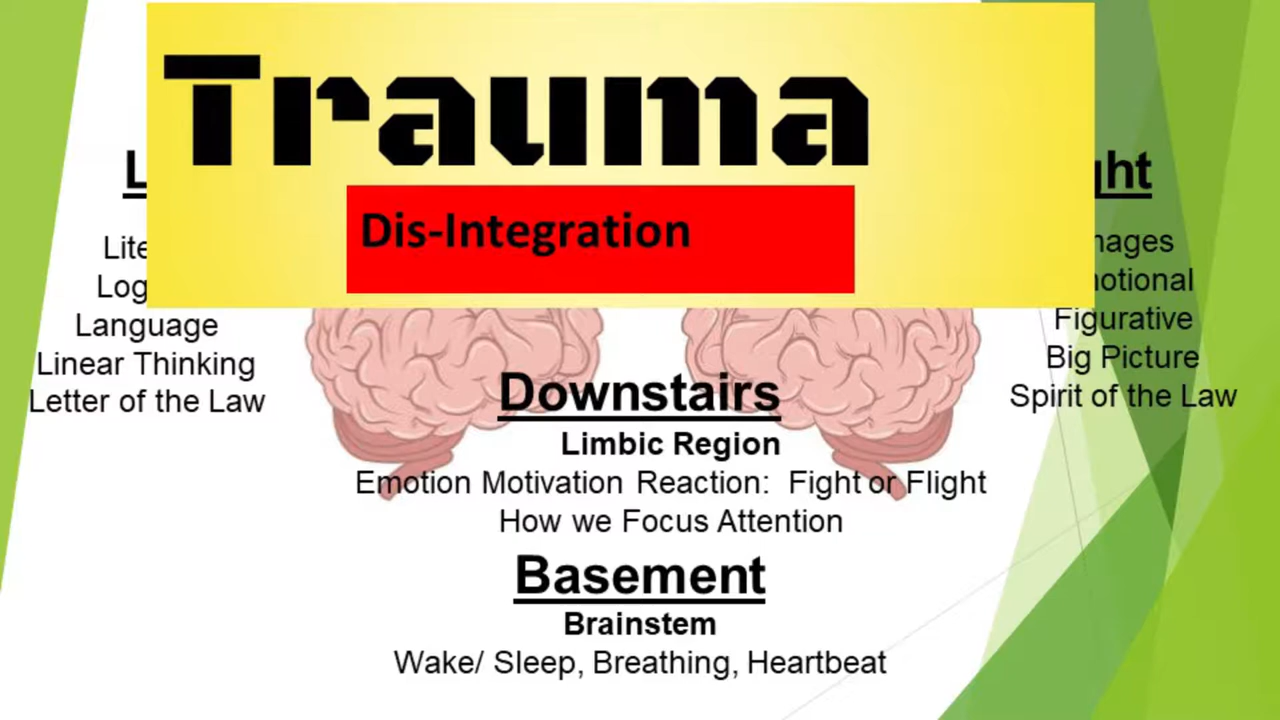 Trauma
Dis-Integration
Language
Linear Thinking
Letter of the Law
Figurative
Big Picture
Spirit of the Law
Downstairs
Limbic Region
Emotion Motivation Reaction: Fight or Flight
How we Focus Attention
Basement
Brainstem
Wake/ Sleep, Breathing, Heartbeat